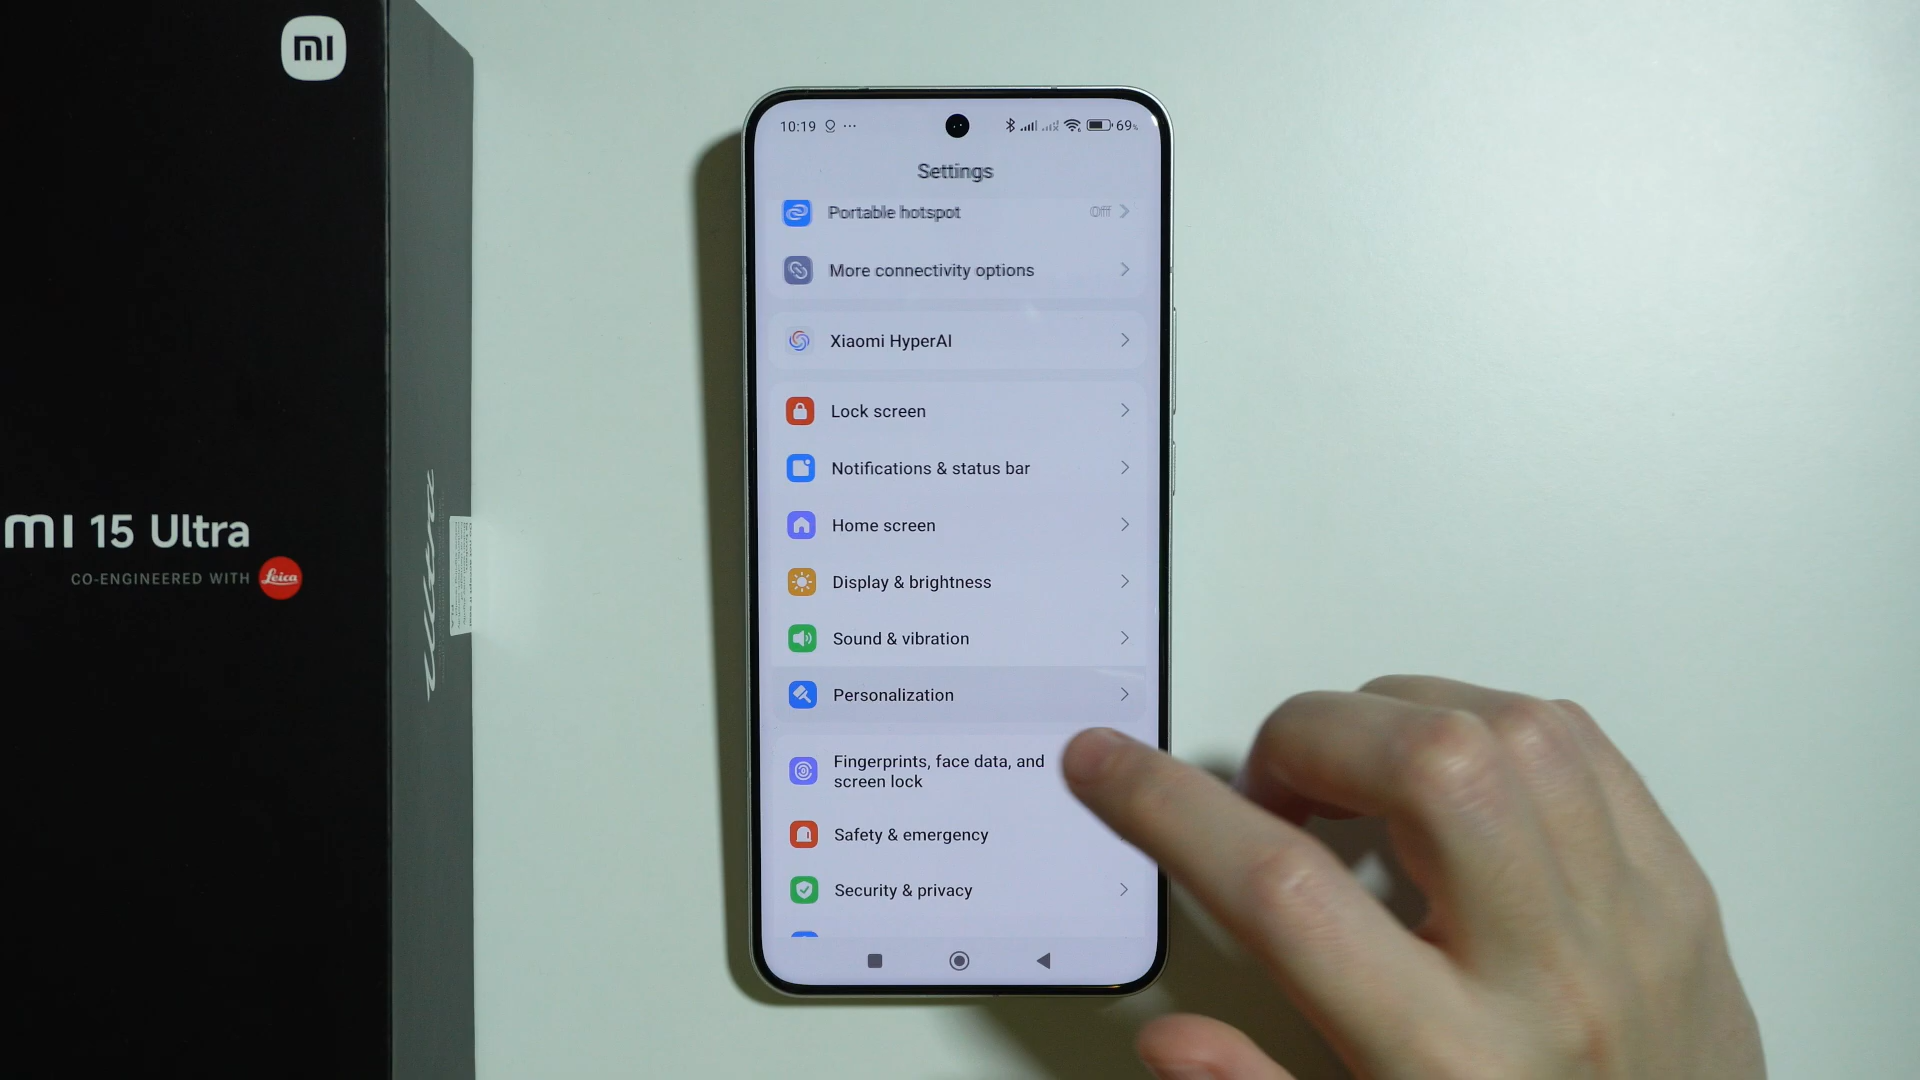 mi
mi 15 Ultra
CO-ENGINEERED WITH Leica
Ultra
10:19 ··· 69%
Settings
Portable hotspot Off
More connectivity options
Xiaomi HyperAI
Lock screen
Notifications & status bar
Home screen
Display & brightness
Sound & vibration
Personalization
Fingerprints, face data, and
screen lock
Safety & emergency
Security & privacy